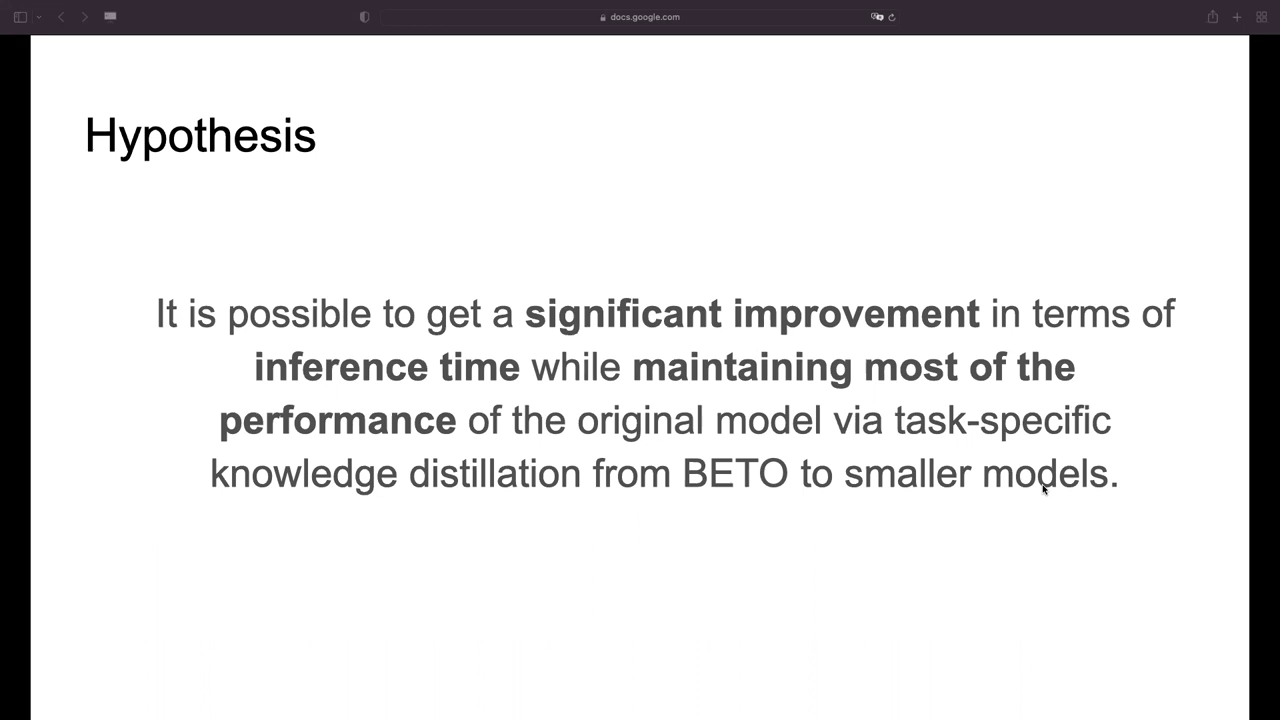 docs.google.com
Hypothesis
It is possible to get a significant improvement in terms of
inference time while maintaining most of the
performance of the original model via task-specific
knowledge distillation from BETO to smaller models.